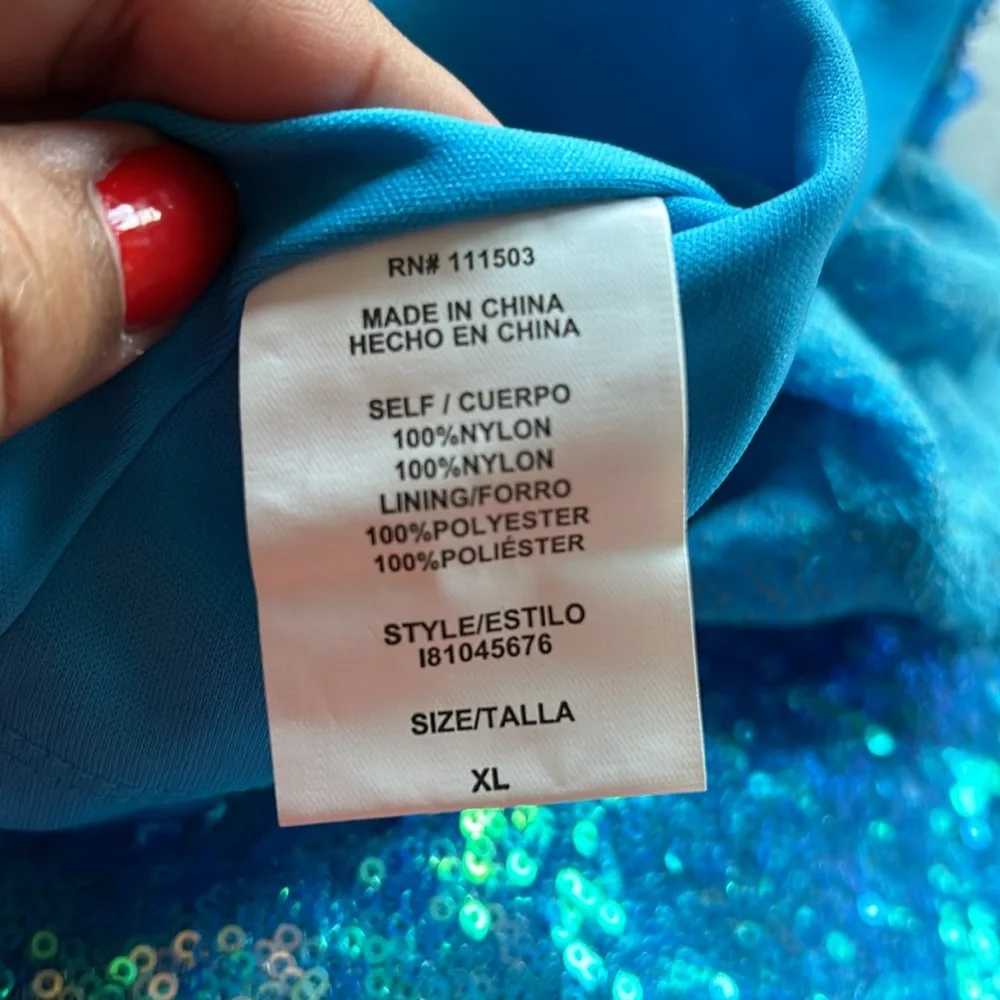 RN# 111503
MADE IN CHINA
HECHO EN CHINA
SELF / CUERPO
100%NYLON
100%NYLON
LINING/FORRO
100%POLYESTER
100%POLIÉSTER
STYLE/ESTILO
I81045676
SIZE/TALLA
XL